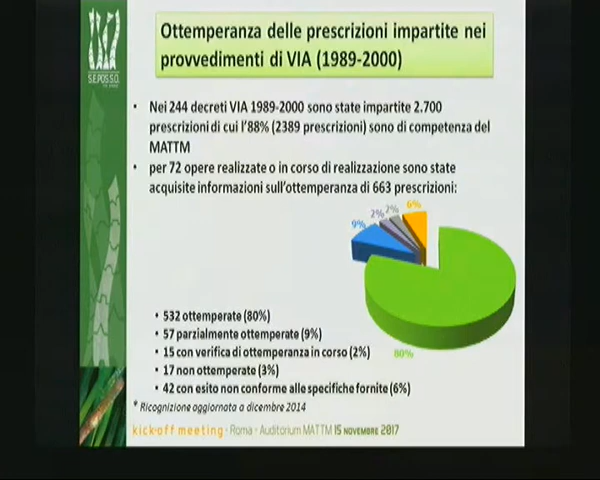 Ottemperanza delle prescrizioni impartite nei
provvedimenti di VIA (1989-2000)
S.E.POS.S.O.
• Nei 244 decreti VIA 1989-2000 sono state impartite 2.700
prescrizioni di cui l'88% (2389 prescrizioni) sono di competenza del
MATTM
• per 72 opere realizzate o in corso di realizzazione sono state
acquisite informazioni sull'ottemperanza di 663 prescrizioni:
9%
2%
2%
6%
80%
• 532 ottemperate (80%)
• 57 parzialmente ottemperate (9%)
• 15 con verifica di ottemperanza in corso (2%)
• 17 non ottemperate (3%)
• 42 con esito non conforme alle specifiche fornite (6%)
* Ricognizione aggiornata a dicembre 2014
kick-off meeting - Roma - Auditorium MATTM 15 NOVEMBRE 2017